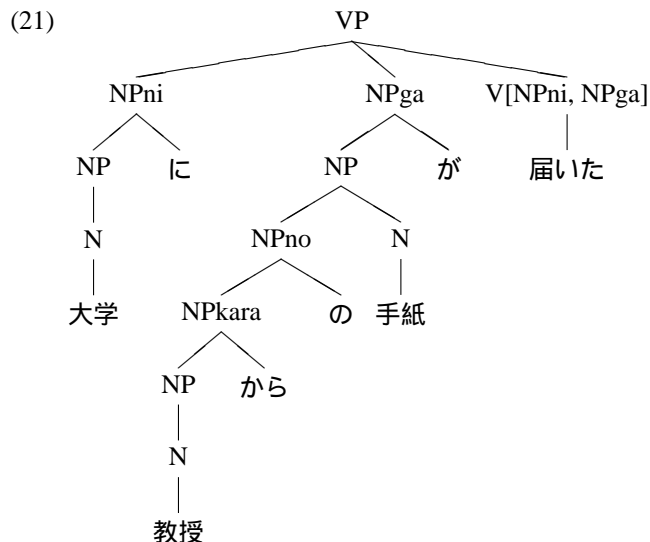 (21) VP
NPni NPga V[NPni, NPga]
NP に NP が 届いた
N NPno N
大学 NPkara の 手紙
NP から
N
教授